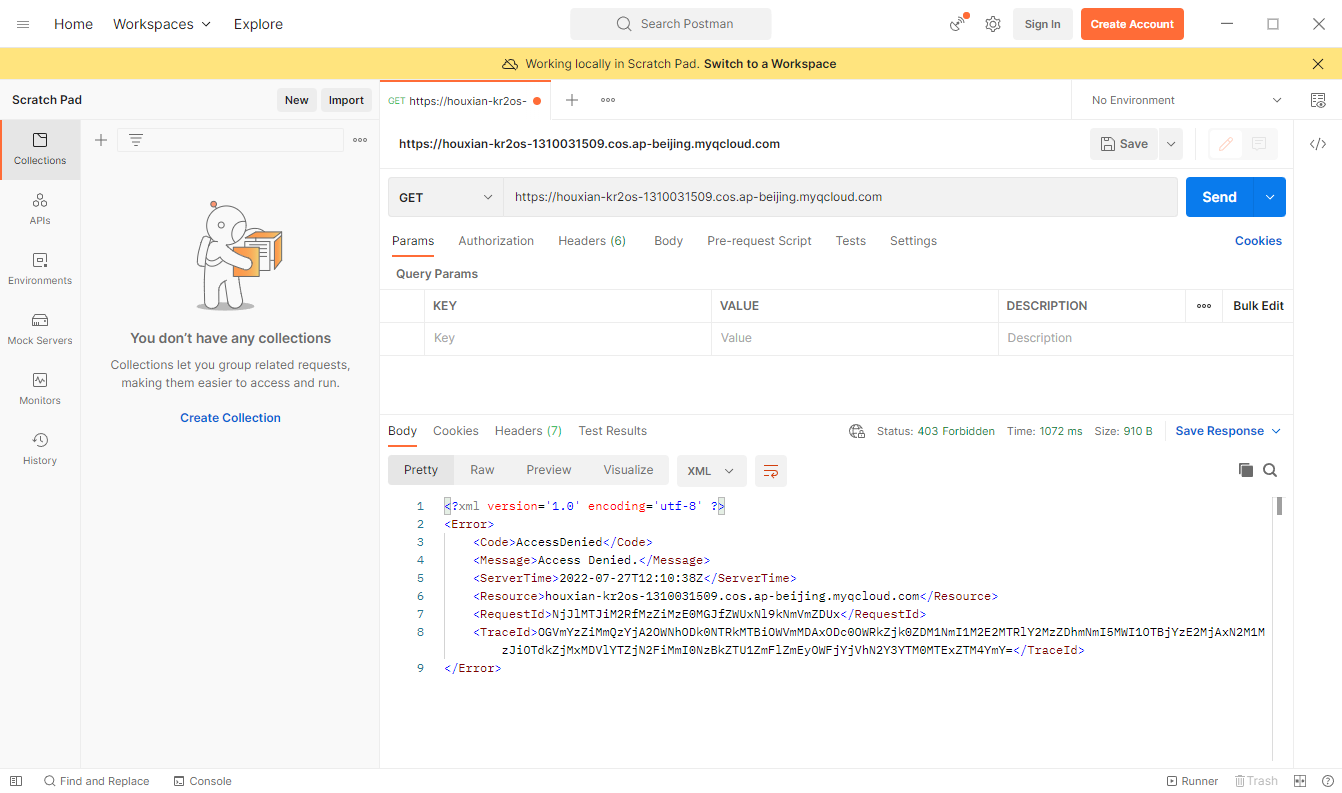 Home Workspaces Explore Search Postman Sign In Create Account
Working locally in Scratch Pad. Switch to a Workspace
Scratch Pad New Import GET https://houxian-kr2os- No Environment
Collections
APIs
Environments
Mock Servers
Monitors
History
You don’t have any collections
Collections let you group related requests,
making them easier to access and run.
Create Collection
https://houxian-kr2os-1310031509.cos.ap-beijing.myqcloud.com Save
GET https://houxian-kr2os-1310031509.cos.ap-beijing.myqcloud.com Send
Params Authorization Headers (6) Body Pre-request Script Tests Settings Cookies
Query Params
KEY VALUE DESCRIPTION Bulk Edit
Key Value Description
Body Cookies Headers (7) Test Results Status: 403 Forbidden Time: 1072 ms Size: 910 B Save Response
Pretty Raw Preview Visualize XML
1 <?xml version='1.0' encoding='utf-8' ?>
2 <Error>
3 <Code>AccessDenied</Code>
4 <Message>Access Denied.</Message>
5 <ServerTime>2022-07-27T12:10:38Z</ServerTime>
6 <Resource>houxian-kr2os-1310031509.cos.ap-beijing.myqcloud.com</Resource>
7 <RequestId>NjJlMTJiM2RfMzZiMzE0MGJfZWUxNl9kNmVmZDUx</RequestId>
8 <TraceId>OGVmYzZiMmQzYjA2OWNhODk0NTRkMTBiOWVmMDAxODc0OWRkZjk0ZDM1NmI1M2E2MTRlY2MzZDhmNmI5MWI1OTBjYzE2MjAxN2M1M
zJiOTdkZjMxMDVlYTZjN2FiMmI0NzBkZTU1ZmFlZmEyOWFjYjVhN2Y3YTM0MTExZTM4YmY=</TraceId>
9 </Error>
Find and Replace Console Runner Trash